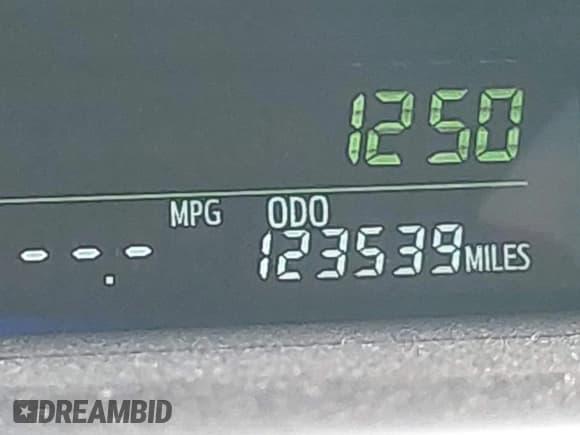 1250
MPG ODO
--.- 123539 MILES
DREAMBID